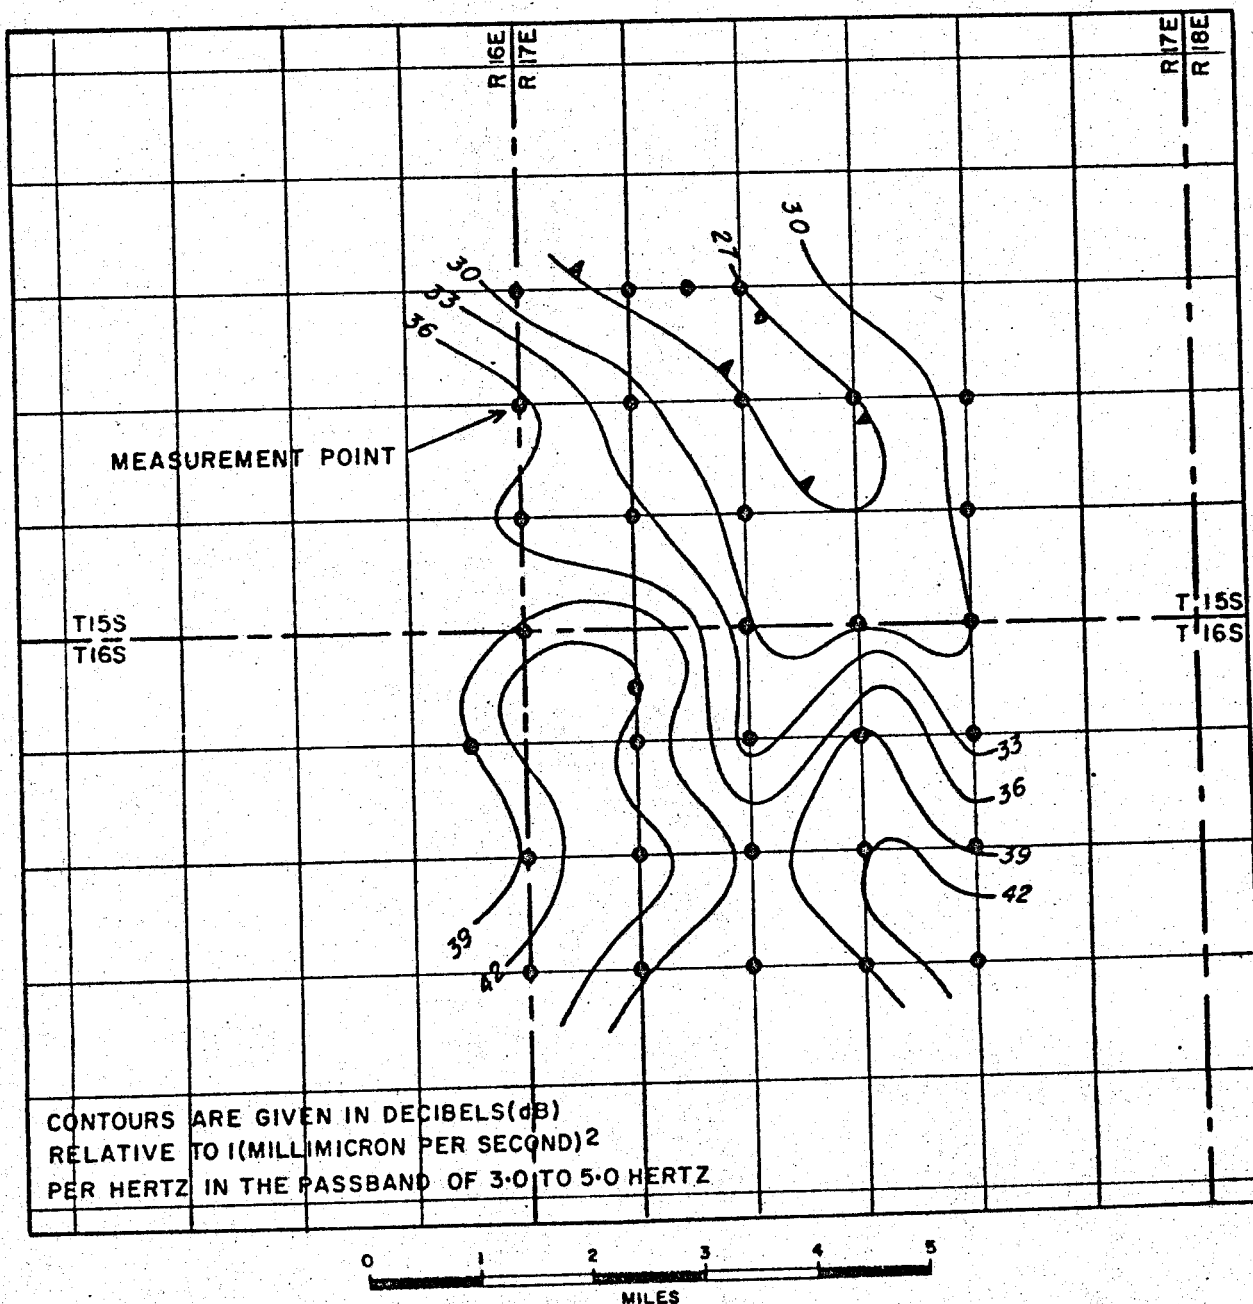 R 16E
R 17E
R 17E
R 18E
30
27
30
33
36
MEASUREMENT POINT
T15S
T16S
T 15S
T 16S
33
36
39
42
39
42
CONTOURS ARE GIVEN IN DECIBELS(dB)
RELATIVE TO 1(MILLIMICRON PER SECOND)2
PER HERTZ IN THE PASSBAND OF 3·0 TO 5·0 HERTZ
0 1 2 3 4 5
MILES